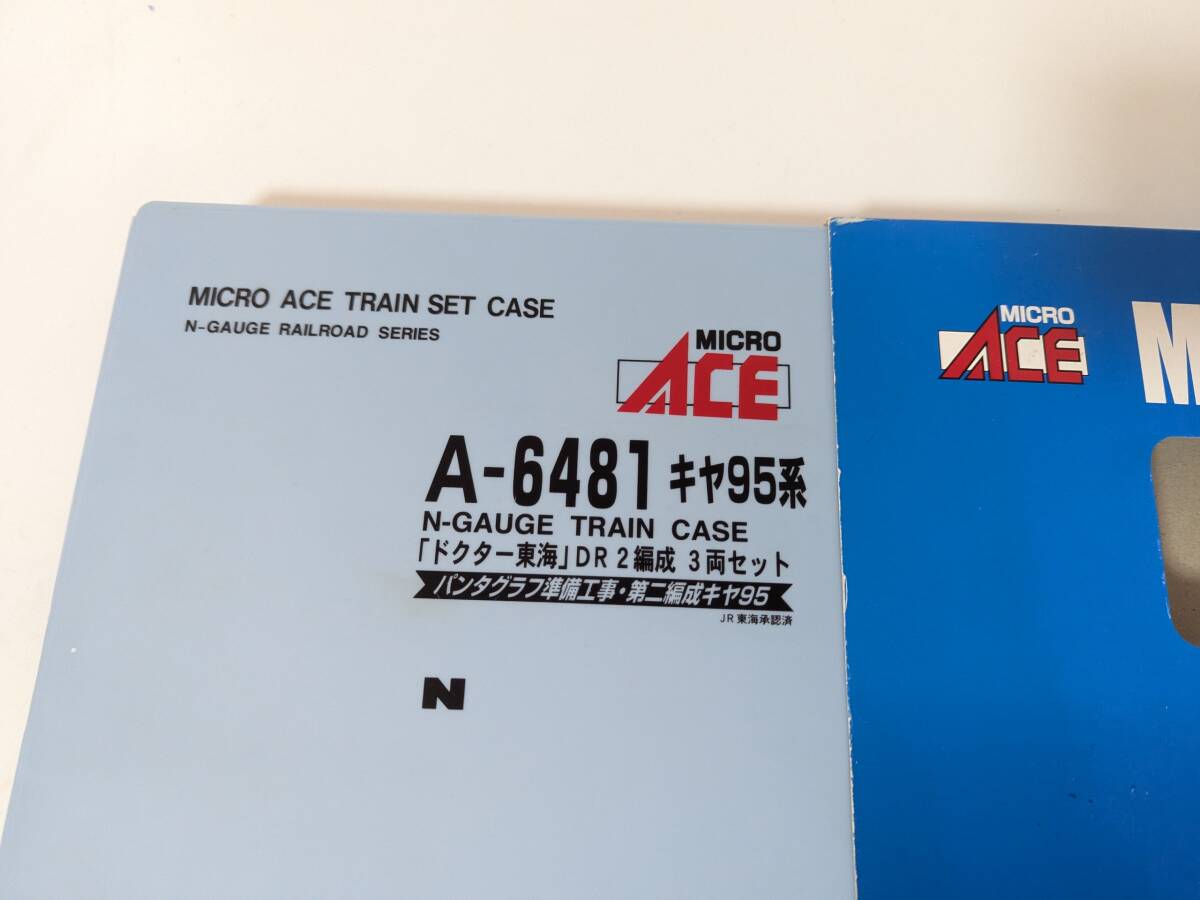 MICRO ACE TRAIN SET CASE
N-GAUGE RAILROAD SERIES
MICRO
ACE
A-6481 キヤ95系
N-GAUGE TRAIN CASE
「ドクター東海」DR2編成 3両セット
パンタグラフ準備工事・第二編成キヤ95
JR東海承認済
N
MICRO
ACE
M